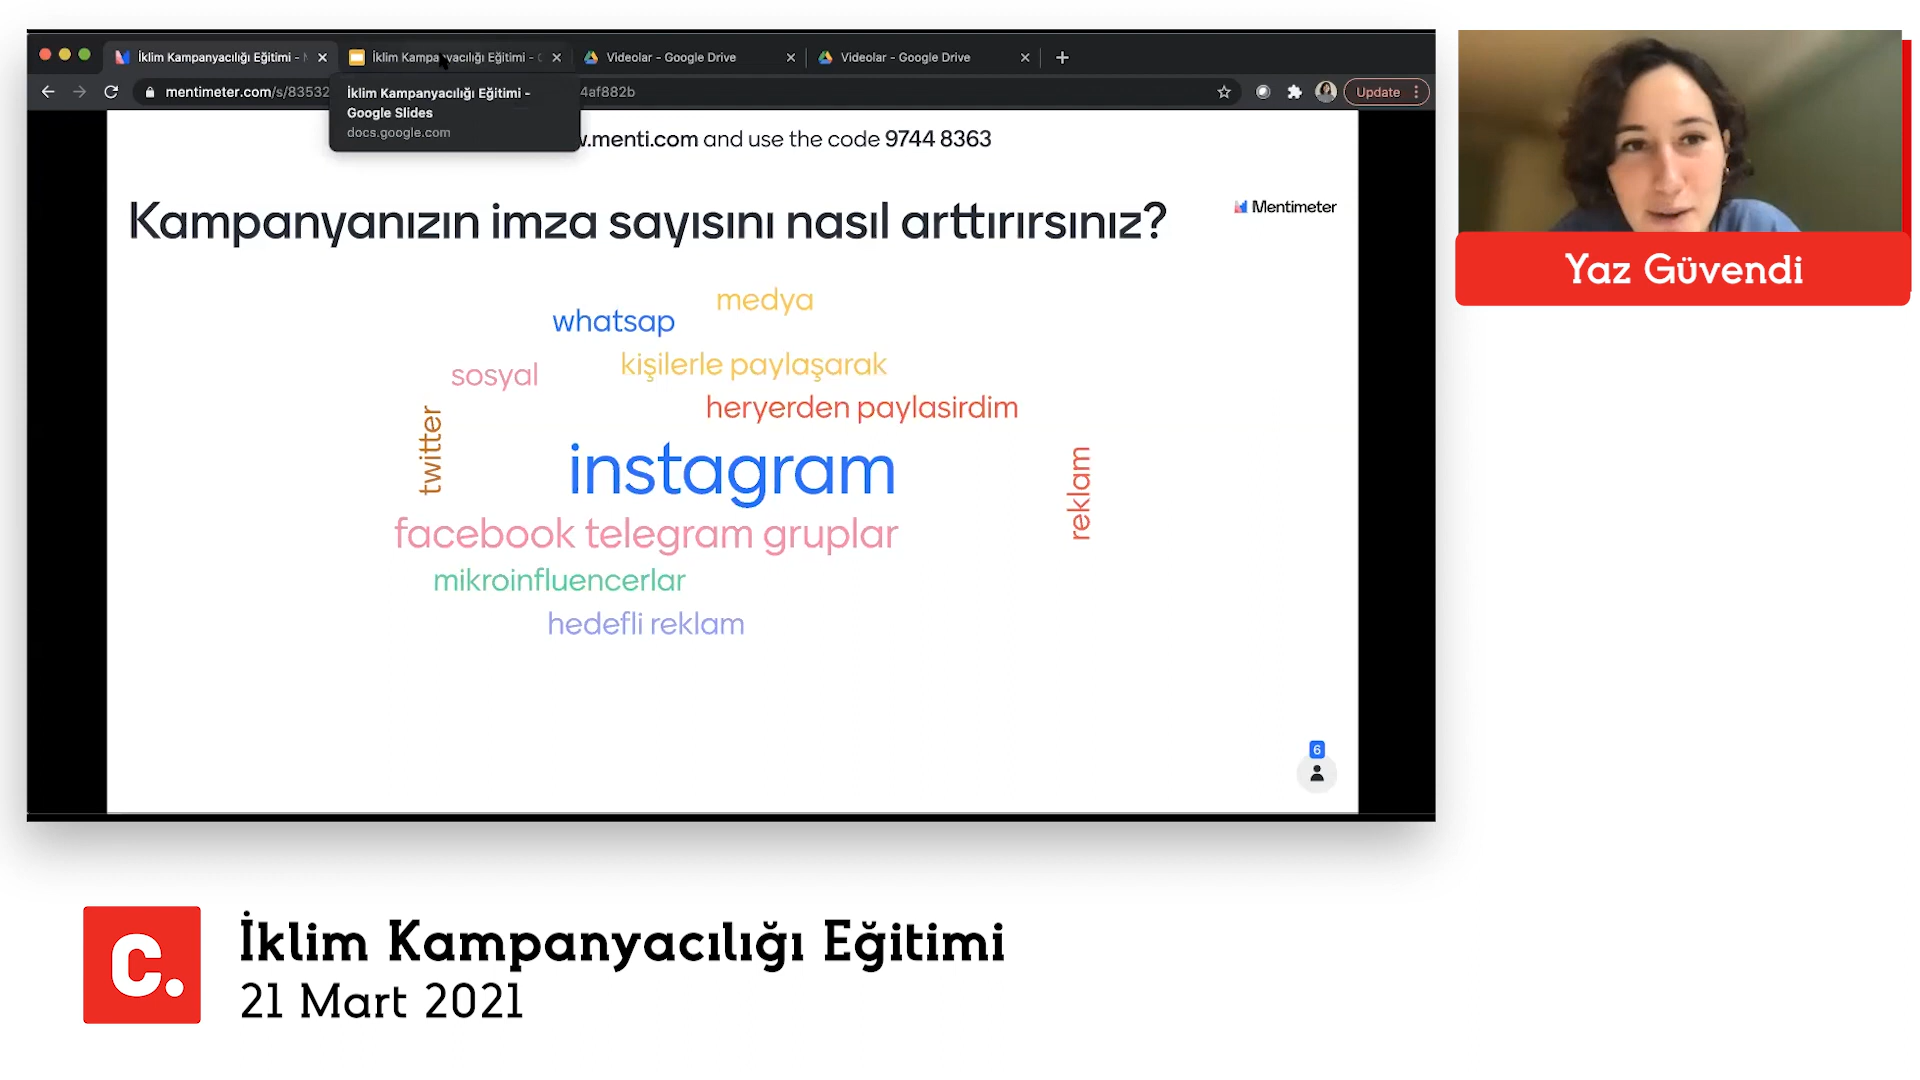 İklim Kampanyacılığı Eğitimi -
İklim Kampanyacılığı Eğitimi -
Videolar - Google Drive
Videolar - Google Drive
mentimeter.com/s/83532
4af882b
Update
İklim Kampanyacılığı Eğitimi -
Google Slides
docs.google.com
.menti.com and use the code 9744 8363
Kampanyanızın imza sayısını nasıl arttırırsınız?
Mentimeter
medya
whatsap
kişilerle paylaşarak
sosyal
heryerden paylasirdim
twitter
instagram
reklam
facebook telegram gruplar
mikroinfluencerlar
hedefli reklam
6
Yaz Güvendi
C.
İklim Kampanyacılığı Eğitimi
21 Mart 2021